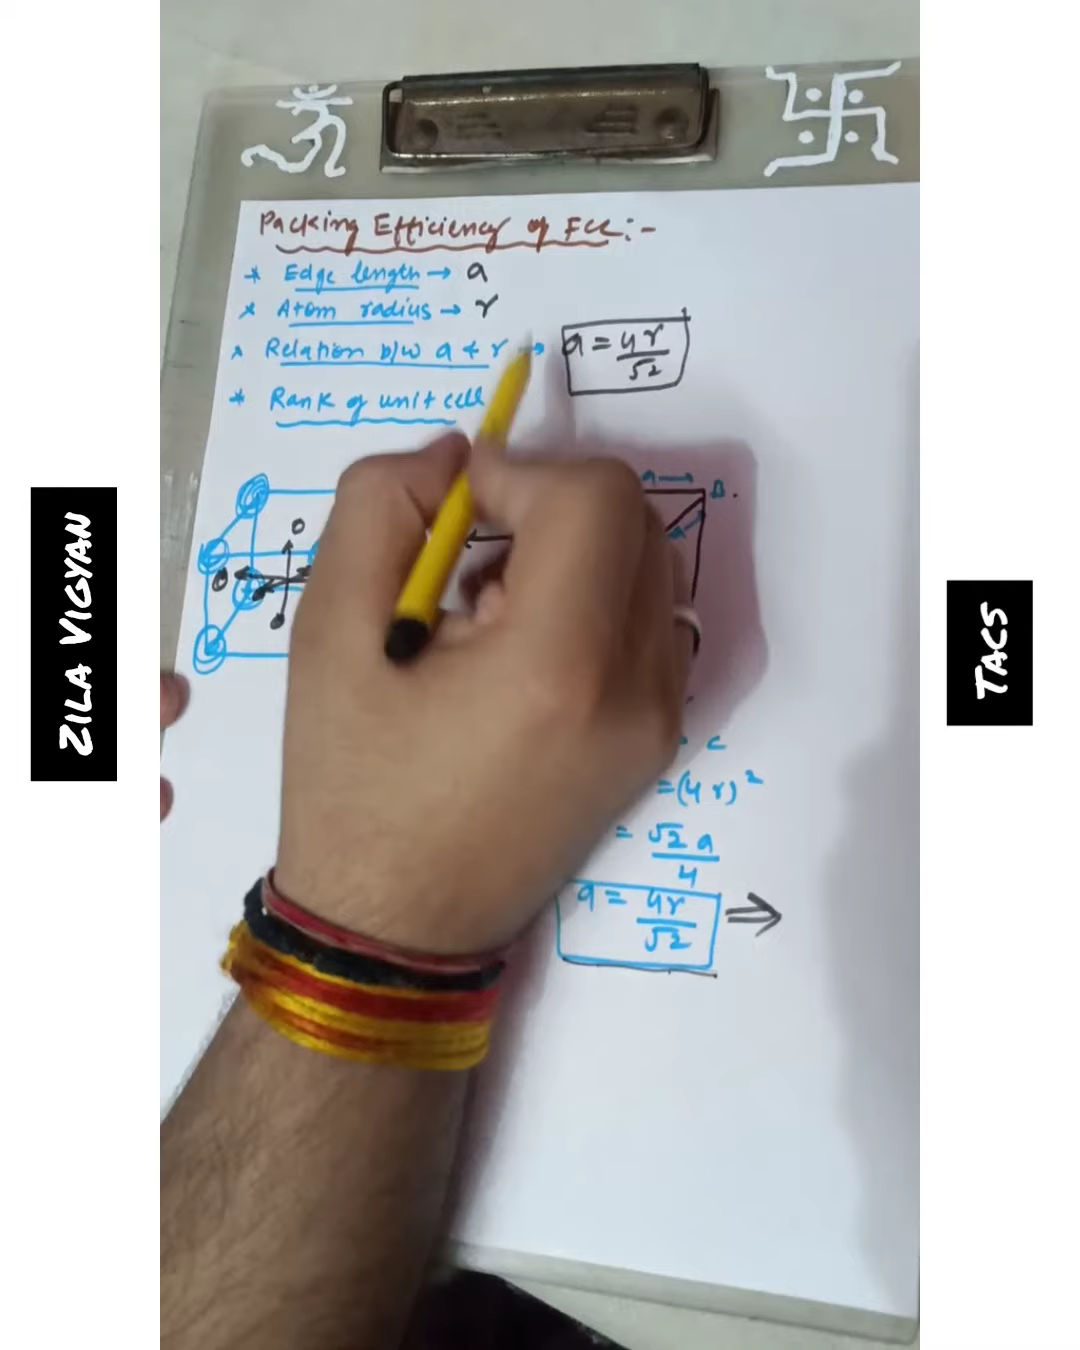 ZILA VIGYAN
TACS
Packing Efficiency of Fcc:-
* Edge length → a
* Atom radius → r
* Relation b/w a & r → a = 4r/√2
* Rank of unit cell
a → B.
c
=(4r)²
= √2 a/4
a = 4r/√2 ⇒